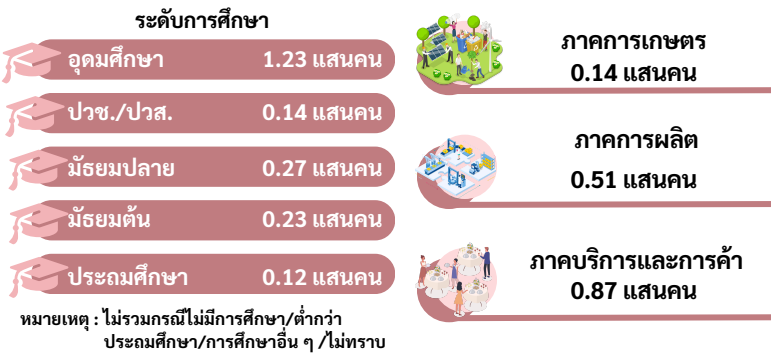 ระดับการศึกษา
อุดมศึกษา 1.23 แสนคน
ปวช./ปวส. 0.14 แสนคน
มัธยมปลาย 0.27 แสนคน
มัธยมต้น 0.23 แสนคน
ประถมศึกษา 0.12 แสนคน
หมายเหตุ : ไม่รวมกรณีไม่มีการศึกษา/ต่ำกว่า
ประถมศึกษา/การศึกษาอื่น ๆ /ไม่ทราบ
ภาคการเกษตร
0.14 แสนคน
ภาคการผลิต
0.51 แสนคน
ภาคบริการและการค้า
0.87 แสนคน